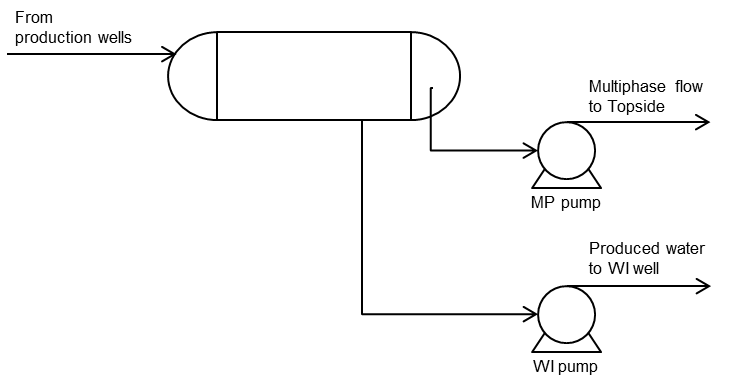 From
production wells
Multiphase flow
to Topside
MP pump
Produced water
to WI well
WI pump